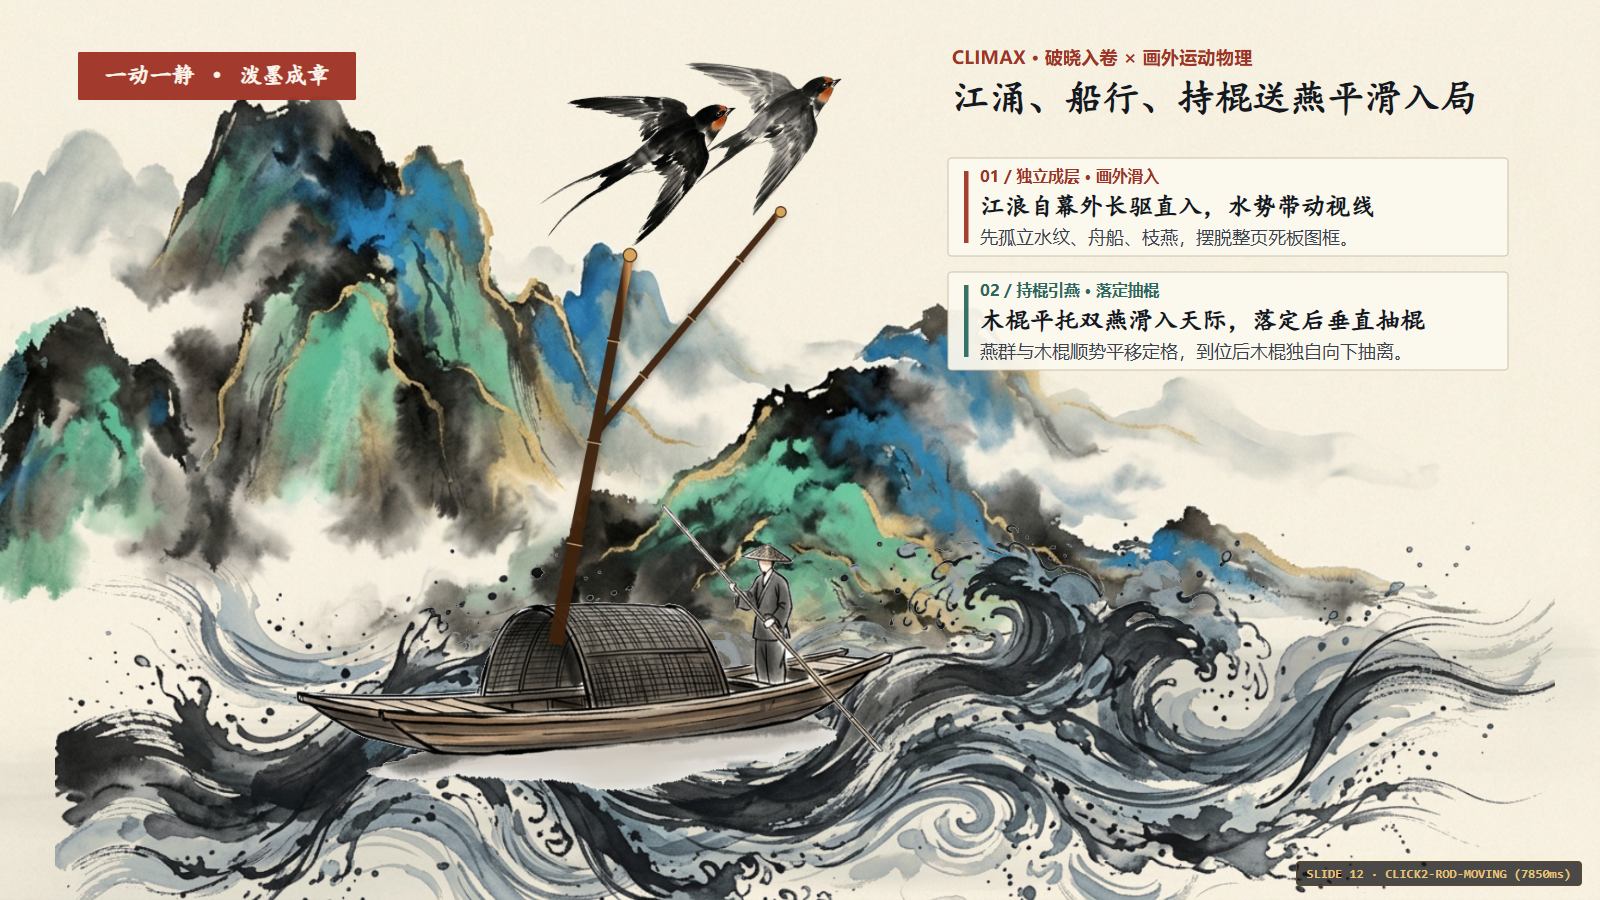 一动一静 • 泼墨成章
CLIMAX • 破晓入卷 × 画外运动物理
江涌、船行、持棍送燕平滑入局
01 / 独立成层 • 画外滑入
江浪自幕外长驱直入，水势带动视线
先孤立水纹、舟船、枝燕，摆脱整页死板图框。
02 / 持棍引燕 • 落定抽棍
木棍平托双燕滑入天际，落定后垂直抽棍
燕群与木棍顺势平移定格，到位后木棍独自向下抽离。
SLIDE 12 · CLICK2-ROD-MOVING (7850ms)